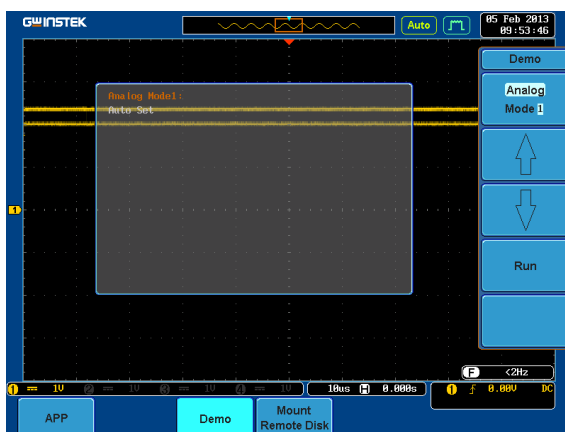 GWINSTEK
Auto
05 Feb 2013
09:53:46
Demo
Analog
Mode 1
Analog Mode1:
Auto Set
1
Run
F <2Hz
1 1V 2 1V 3 1V 4 1V 10us H 0.000s 1 0.00V DC
APP Demo Mount
Remote Disk